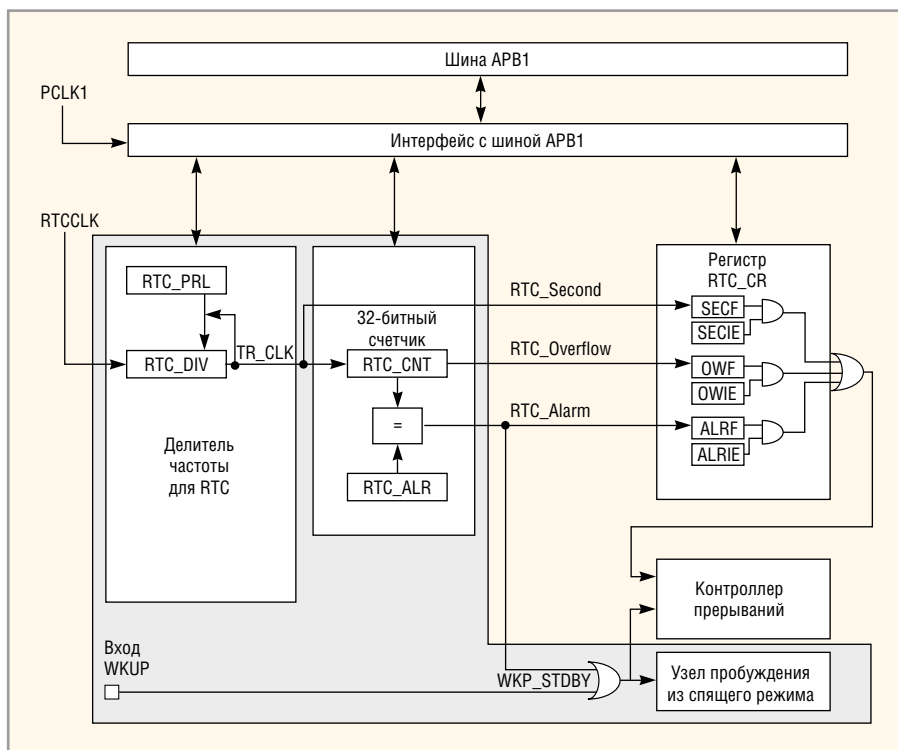 Шина APB1
PCLK1
Интерфейс с шиной APB1
RTCCLK
RTC_PRL
RTC_DIV
TR_CLK
Делитель
частоты
для RTC
32-битный
счетчик
RTC_CNT
=
RTC_ALR
RTC_Second
RTC_Overflow
RTC_Alarm
Регистр
RTC_CR
SECF
SECIE
OWF
OWIE
ALRF
ALRIE
Контроллер
прерываний
Вход
WKUP
WKP_STDBY
Узел пробуждения
из спящего режима